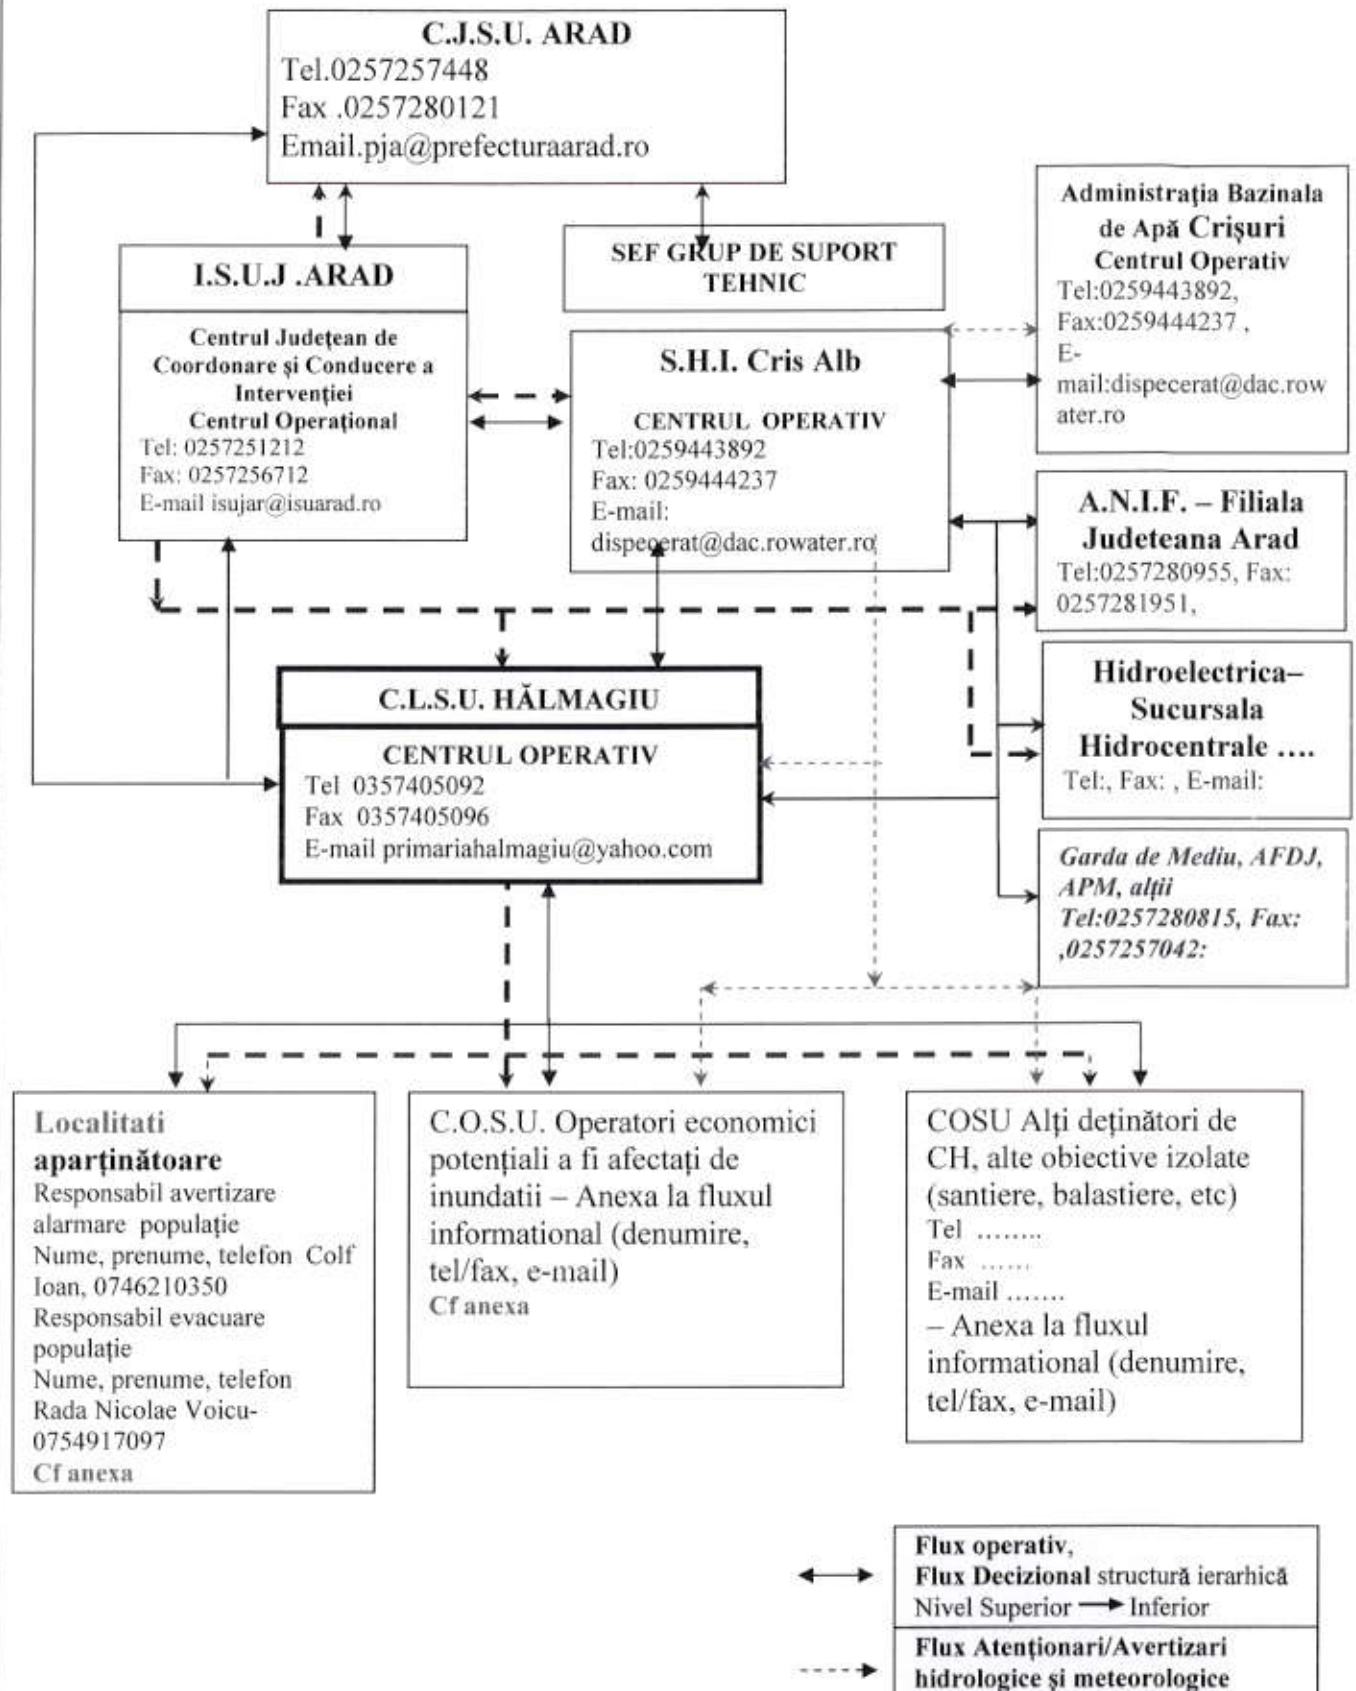 C.J.S.U. ARAD
Tel.0257257448
Fax .0257280121
Email.pja@prefecturaarad.ro
I.S.U.J .ARAD
Centrul Județean de
Coordonare și Conducere a
Intervenției
Centrul Operațional
Tel: 0257251212
Fax: 0257256712
E-mail isujar@isuarad.ro
SEF GRUP DE SUPORT
TEHNIC
S.H.I. Cris Alb
CENTRUL OPERATIV
Tel:0259443892
Fax: 0259444237
E-mail:
dispecerat@dac.rowater.ro
Administrația Bazinala
de Apă Crișuri
Centrul Operativ
Tel:0259443892,
Fax:0259444237 ,
E-
mail:dispecerat@dac.row
ater.ro
A.N.I.F. – Filiala
Judeteana Arad
Tel:0257280955, Fax:
0257281951,
Hidroelectrica–
Sucursala
Hidrocentrale ….
Tel:, Fax: , E-mail:
Garda de Mediu, AFDJ,
APM, alții
Tel:0257280815, Fax:
,0257257042:
C.L.S.U. HĂLMAGIU
CENTRUL OPERATIV
Tel 0357405092
Fax 0357405096
E-mail primariahalmagiu@yahoo.com
Localitati
aparținătoare
Responsabil avertizare
alarmare populație
Nume, prenume, telefon Colf
Ioan, 0746210350
Responsabil evacuare
populație
Nume, prenume, telefon
Rada Nicolae Voicu-
0754917097
Cf anexa
C.O.S.U. Operatori economici
potențiali a fi afectați de
inundatii – Anexa la fluxul
informational (denumire,
tel/fax, e-mail)
Cf anexa
COSU Alți deținători de
CH, alte obiective izolate
(santiere, balastiere, etc)
Tel ........
Fax ......
E-mail .......
– Anexa la fluxul
informational (denumire,
tel/fax, e-mail)
Flux operativ,
Flux Decizional structură ierarhică
Nivel Superior → Inferior
Flux Atenționari/Avertizari
hidrologice și meteorologice